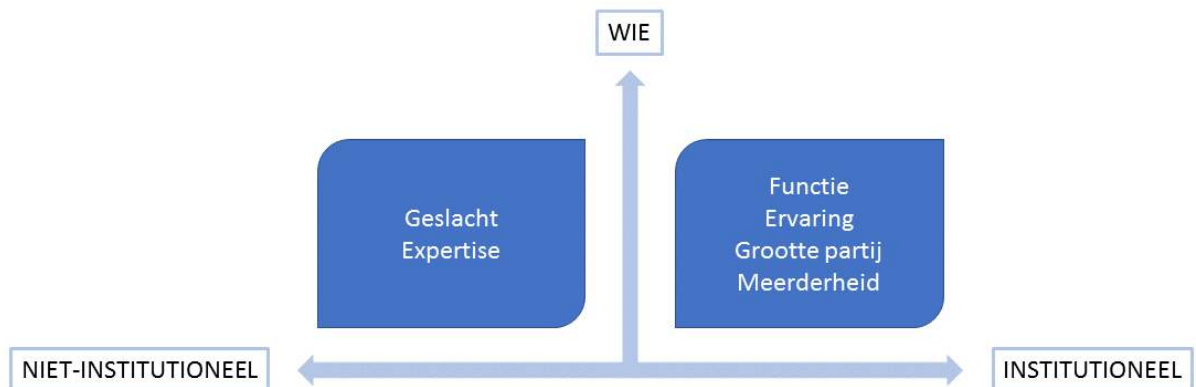 WIE
Geslacht
Expertise
Functie
Ervaring
Grootte partij
Meerderheid
NIET-INSTITUTIONEEL
INSTITUTIONEEL